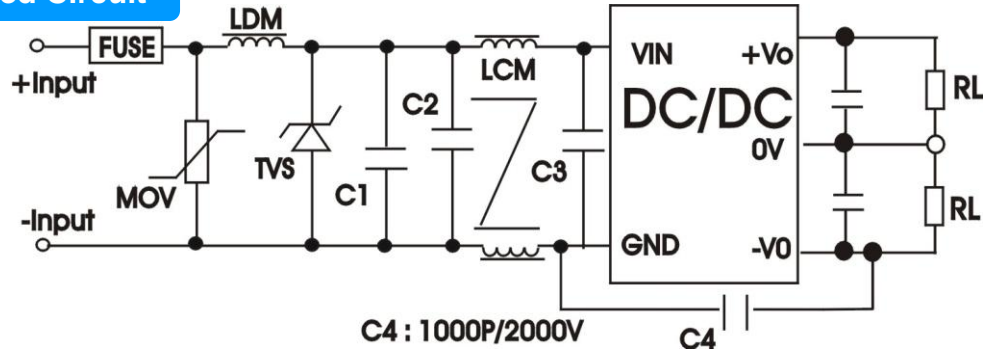 Circuit
LDM
FUSE
+Input
LCM
VIN
+Vo
C2
DC/DC
RL
0V
TVS
C1
C3
MOV
RL
-Input
GND
-V0
C4 : 1000P/2000V
C4